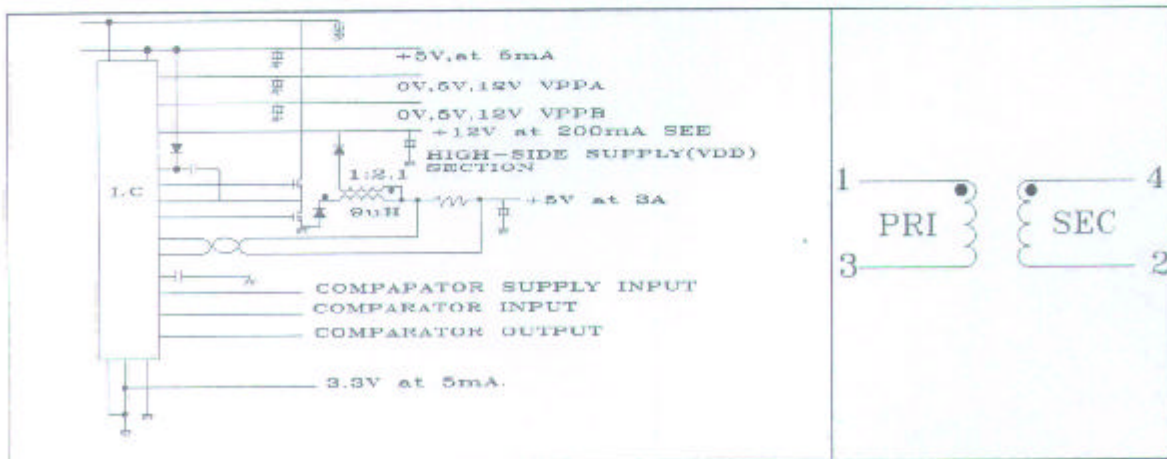 +5V,at 5mA
0V,5V,12V VPPA
0V,5V,12V VPPB
+12V at 200mA SEE
HIGH-SIDE SUPPLY(VDD)
SECTION
1:2.1
I.C
9uH
+5V at 3A
COMPAPATOR SUPPLY INPUT
COMPARATOR INPUT
COMPARATOR OUTPUT
3.3V at 5mA.
1
4
PRI
SEC
3
2